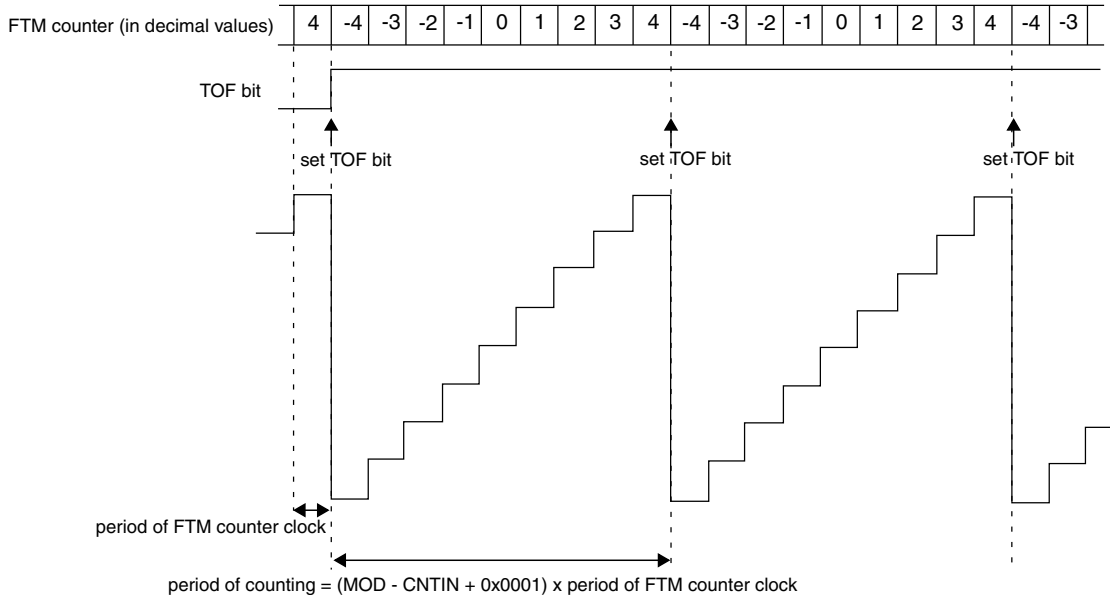 FTM counter (in decimal values) 4 -4 -3 -2 -1 0 1 2 3 4 -4 -3 -2 -1 0 1 2 3 4 -4 -3
TOF bit
set TOF bit set TOF bit set TOF bit
period of FTM counter clock
period of counting = (MOD - CNTIN + 0x0001) x period of FTM counter clock